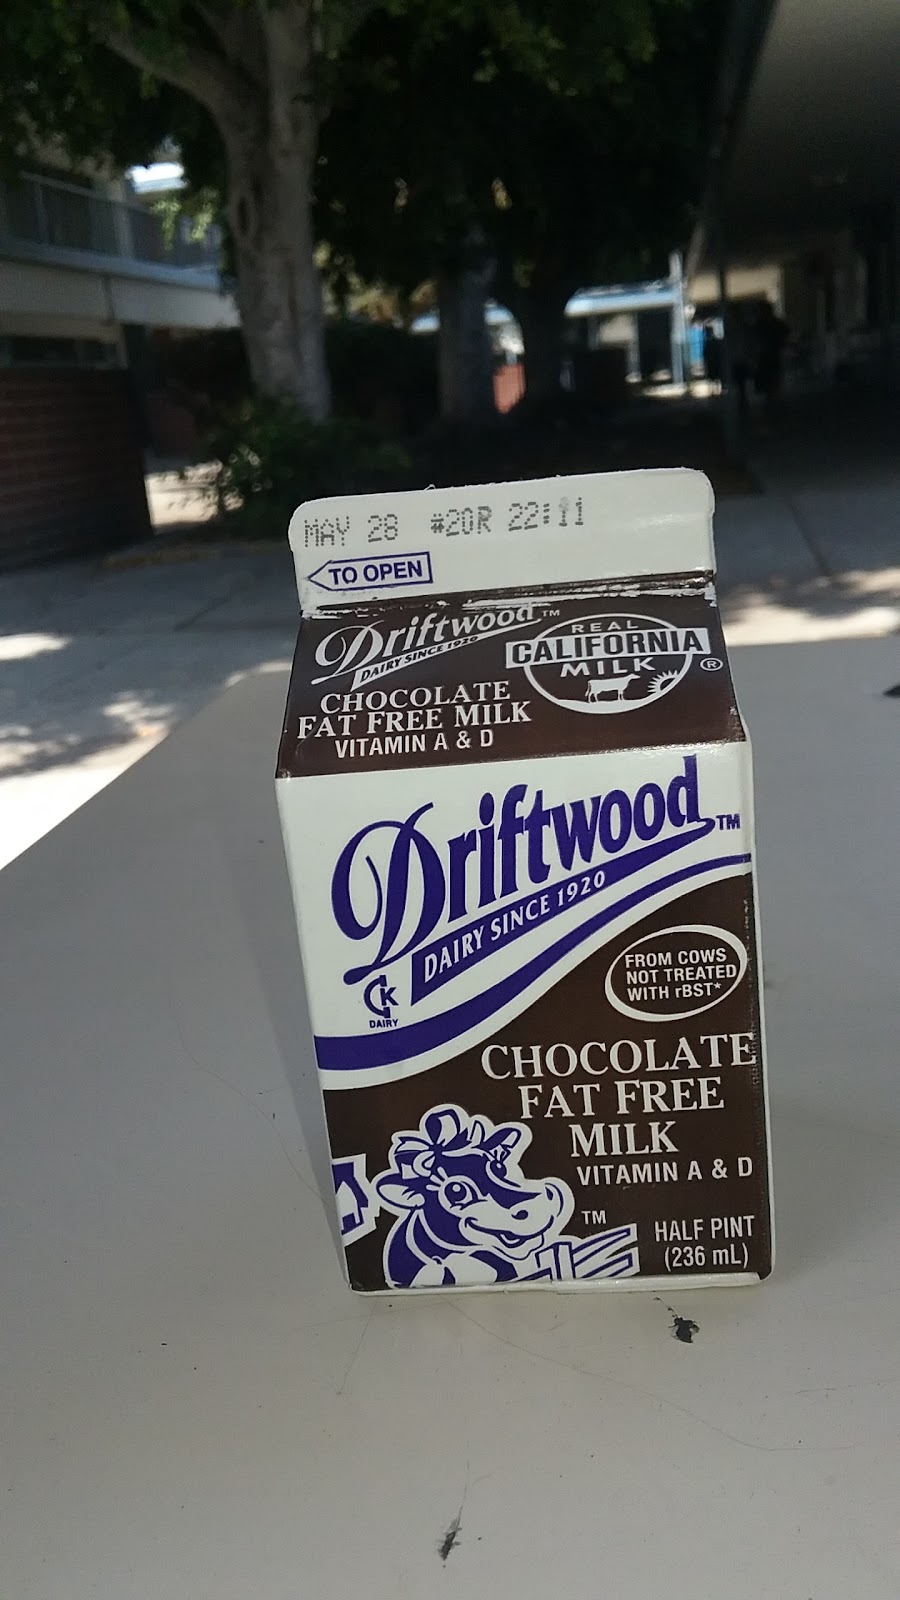 MAY 28 #20R 22:11
TO OPEN
Driftwood™
DAIRY SINCE 1920
REAL
CALIFORNIA
MILK
®
CHOCOLATE
FAT FREE MILK
VITAMIN A & D
Driftwood™
DAIRY SINCE 1920
K
DAIRY
FROM COWS
NOT TREATED
WITH rBST*
CHOCOLATE
FAT FREE
MILK
VITAMIN A & D
TM
HALF PINT
(236 mL)